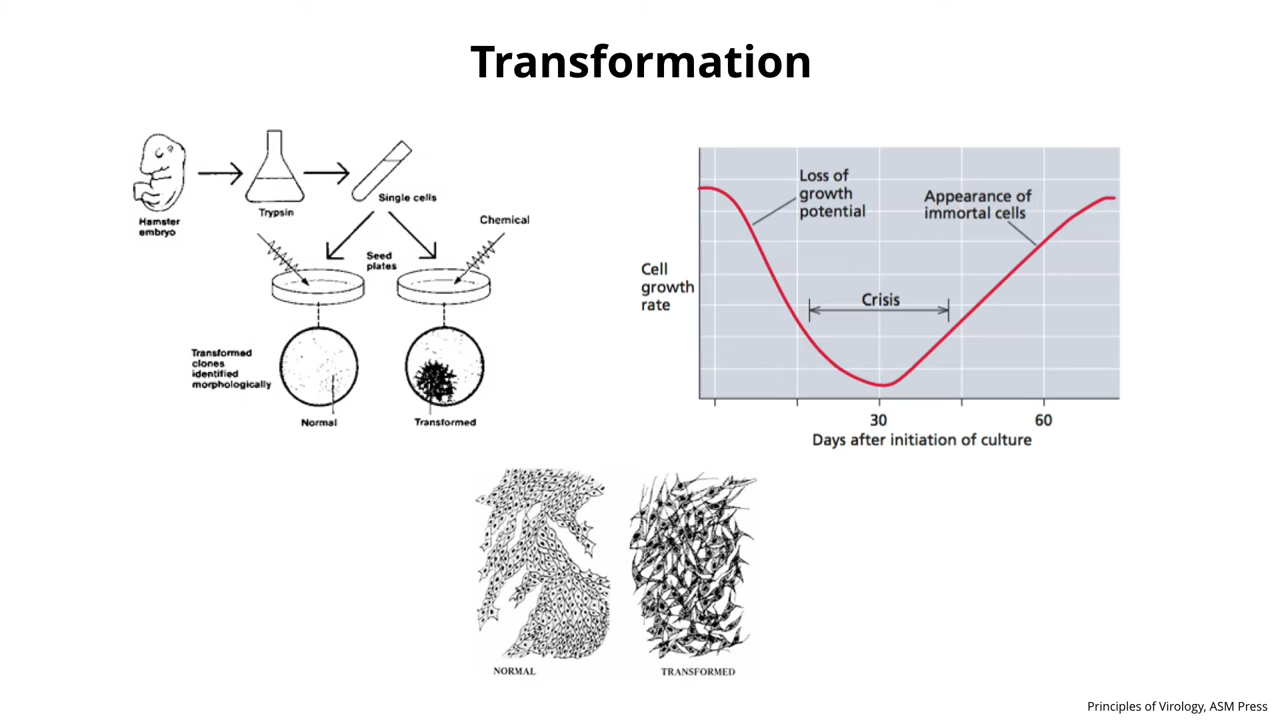 Transformation
Hamster
embryo
Trypsin
Single cells
Chemical
Seed
plates
Transformed
clones
identified
morphologically
Normal
Transformed
Loss of
growth
potential
Appearance of
immortal cells
Cell
growth
rate
Crisis
30
60
Days after initiation of culture
NORMAL
TRANSFORMED
Principles of Virology, ASM Press